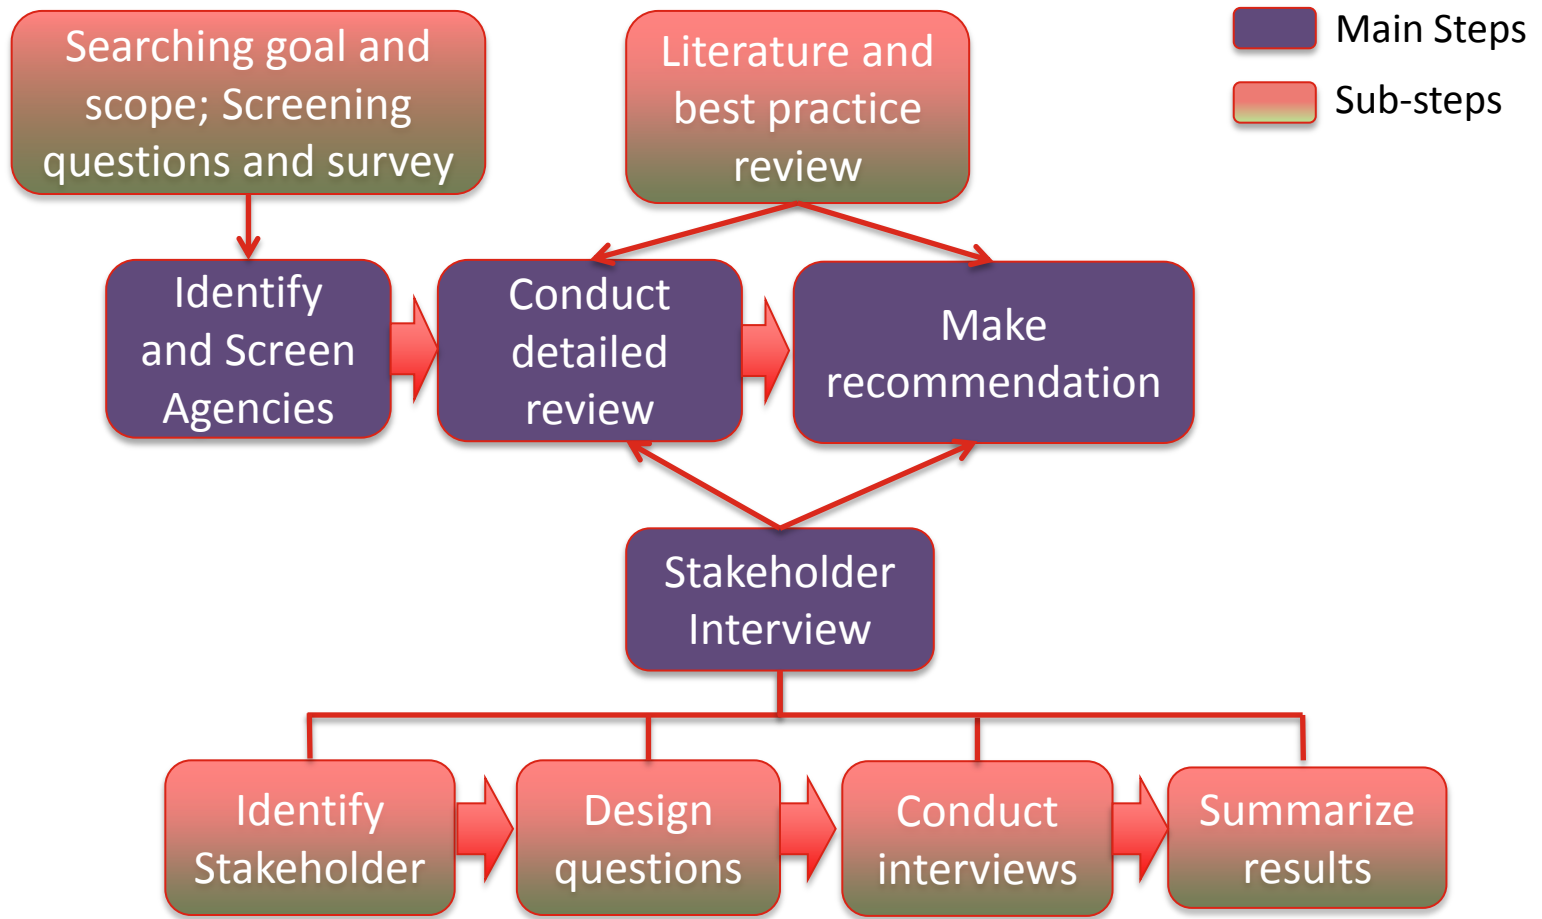 Searching goal and
scope; Screening
questions and survey
Literature and
best practice
review
Main Steps
Sub-steps
Identify
and Screen
Agencies
Conduct
detailed
review
Make
recommendation
Stakeholder
Interview
Identify
Stakeholder
Design
questions
Conduct
interviews
Summarize
results